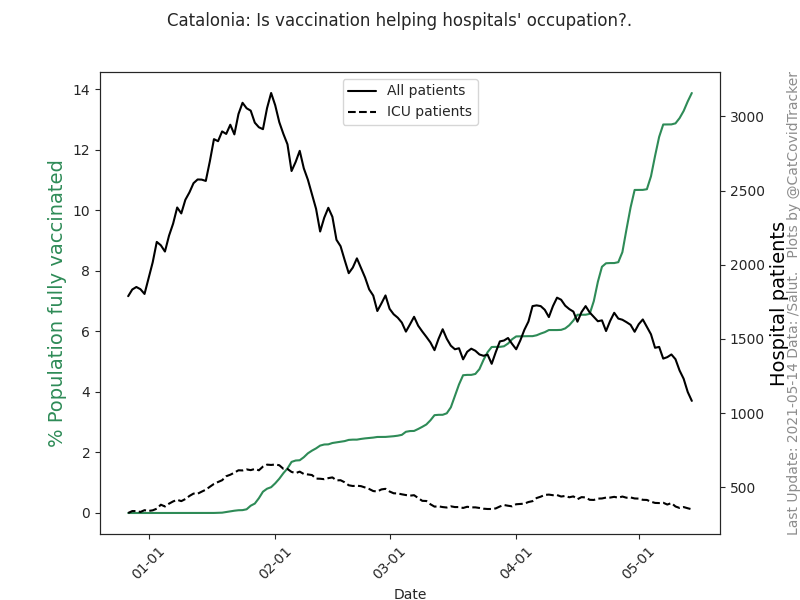 Catalonia: Is vaccination helping hospitals' occupation?.
All patients
ICU patients
% Population fully vaccinated
14
12
10
8
6
4
2
0
3000
2500
2000
1500
1000
500
Hospital patients
Last Update: 2021-05-14 Data: /Salut.   Plots by @CatCovidTracker
01-01
02-01
03-01
04-01
05-01
Date